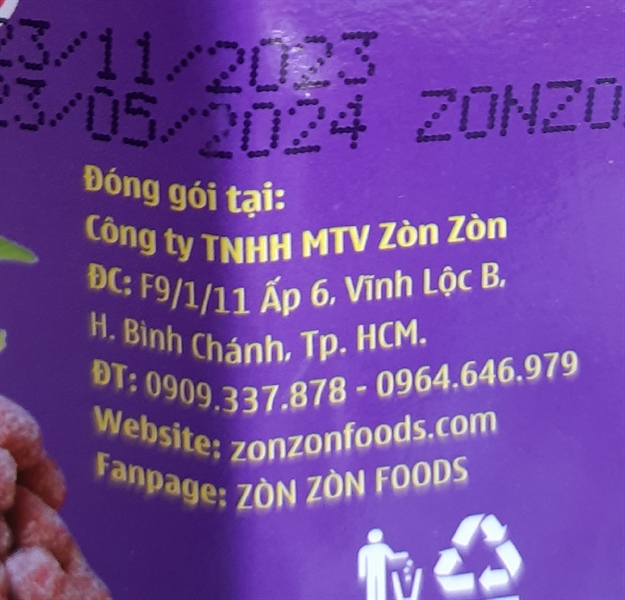 23/11/2023
23/05/2024 ZONZO
Đóng gói tại:
Công ty TNHH MTV Zòn Zòn
ĐC: F9/1/11 Ấp 6, Vĩnh Lộc B,
H. Bình Chánh, Tp. HCM.
ĐT: 0909.337.878 - 0964.646.979
Website: zonzonfoods.com
Fanpage: ZÒN ZÒN FOODS